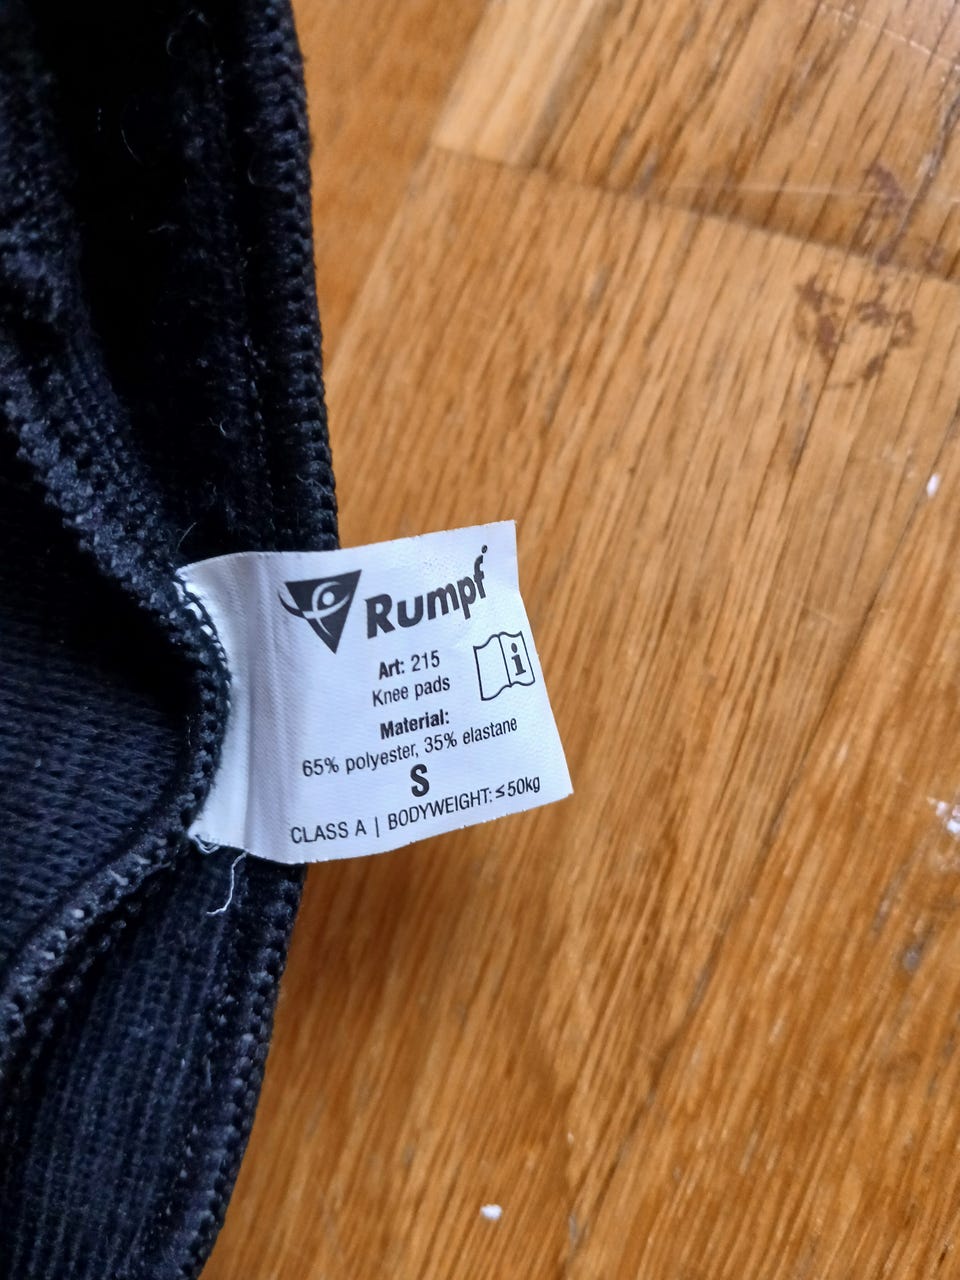 Rumpf
Art: 215
Knee pads
i
Material:
65% polyester, 35% elastane
S
CLASS A | BODYWEIGHT: ≤50kg